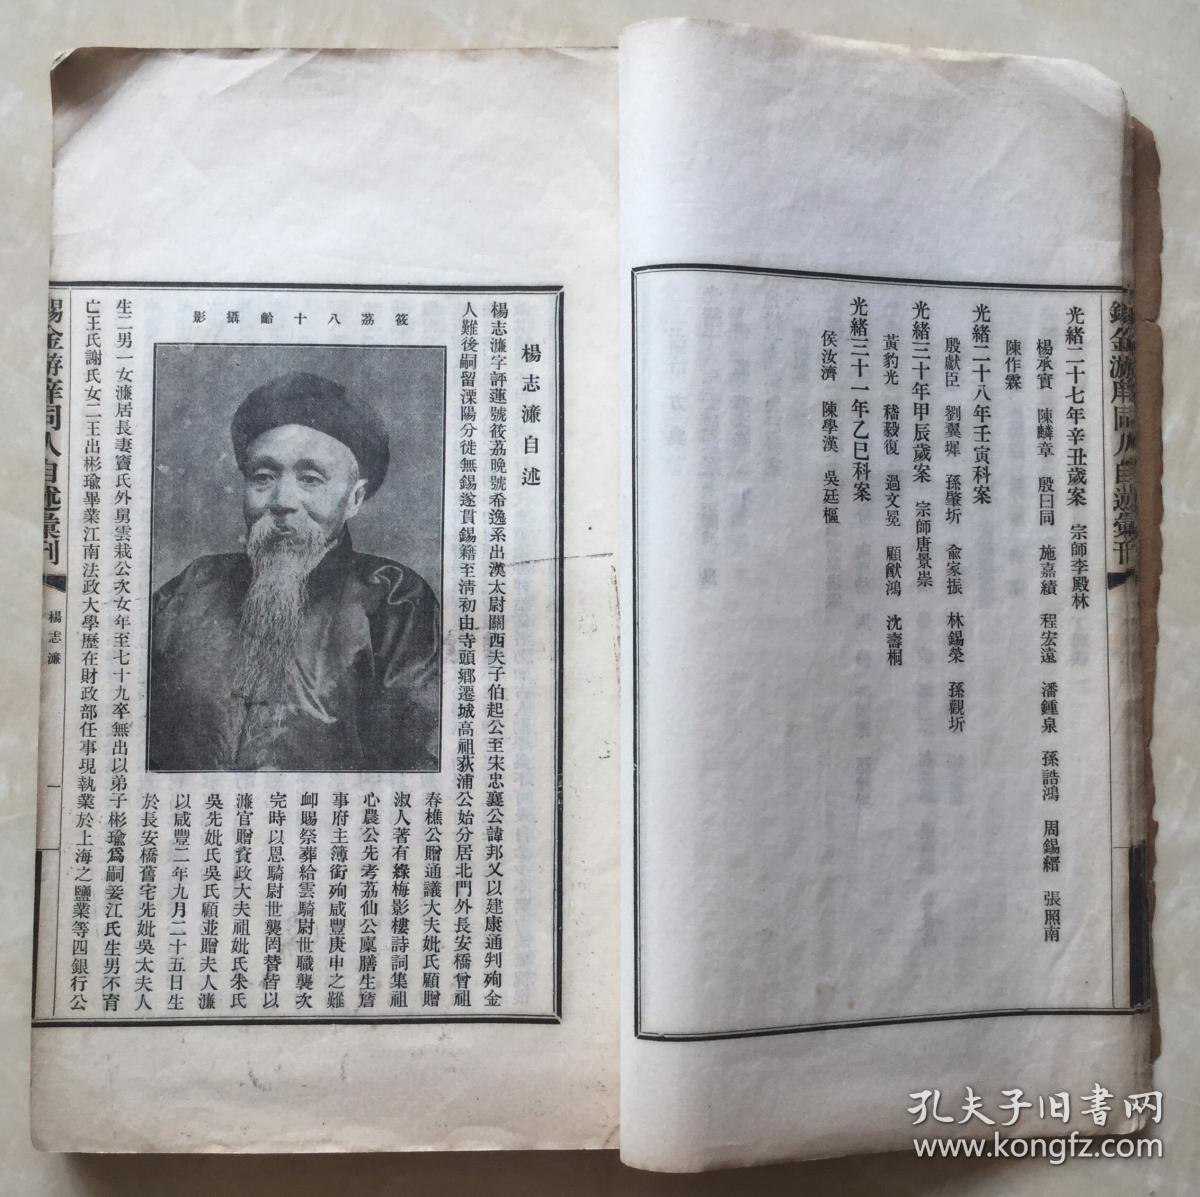 錫金游庠同人自述彙刊
光緒二十七年辛丑歲案　宗師李殿林
楊承實　陳麟章　殷曰同　施嘉績　程宏遠　潘鍾泉　孫誥鴻　周錫縉　張照南
陳作霖
光緒二十八年壬寅科案
殷獻臣　劉翼墀　孫肇圻　俞家振　林錫榮　孫觀圻
光緒三十年甲辰歲案　宗師唐景崇
黃豹光　嵇毅復　過文冕　顧猷鴻　沈壽桐
光緒三十一年乙巳科案
侯汝濟　陳學漢　吳廷樞
楊志濂自述
楊志濂字評蓮號筱荔晚號希逸系出漢太尉關西夫子伯起公至宋忠襄公諱邦乂以建康通判殉金
人難後嗣留溧陽分徙無錫遂貫錫籍至淸初由寺頭鄉遷城高祖荻浦公始分居北門外長安橋曾祖
筱荔八十齡攝影
春樵公贈通議大夫妣氏顧贈
淑人著有綠梅影樓詩詞集祖
心農公先考荔仙公廩膳生詹
事府主簿銜殉咸豐庚申之難
卹賜祭葬給雲騎尉世職襲次
完時以恩騎尉世襲罔替皆以
濂官贈資政大夫祖妣氏朱氏
吳先妣氏吳氏顧並贈夫人濂
以咸豐二年九月二十五日生
於長安橋舊宅先妣吳太夫人
生二男一女濂居長妻竇氏外舅雲栽公次女年至七十九卒無出以弟子彬瑜爲嗣妾江氏生男不育
亡王氏謝氏女二王出彬瑜畢業江南法政大學歷在財政部任事現執業於上海之鹽業等四銀行公
錫金游庠同人自述彙刊
楊志濂
一
孔夫子旧书网
www.kongfz.com